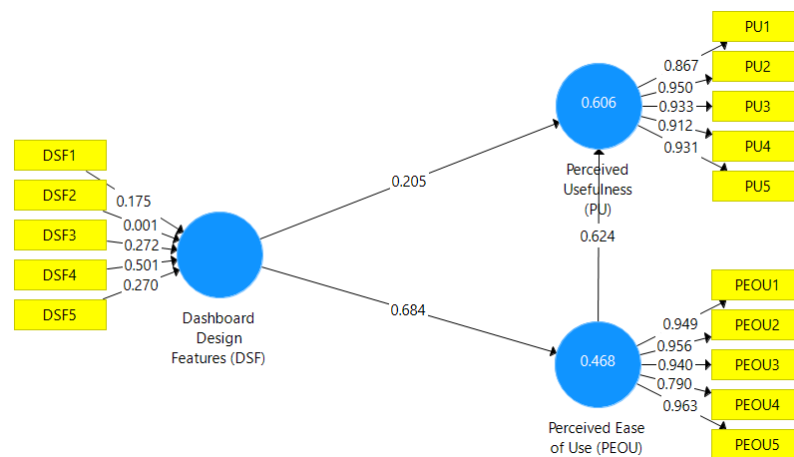 PU1
0.867
PU2
0.950
0.606
0.933
PU3
0.912
PU4
0.931
PU5
Perceived
Usefulness
(PU)
DSF1
0.175
DSF2
0.001
DSF3
0.272
DSF4
0.501
DSF5
0.270
0.205
0.624
0.684
Dashboard
Design
Features (DSF)
PEOU1
0.949
PEOU2
0.956
0.468
0.940
PEOU3
0.790
PEOU4
0.963
PEOU5
Perceived Ease
of Use (PEOU)